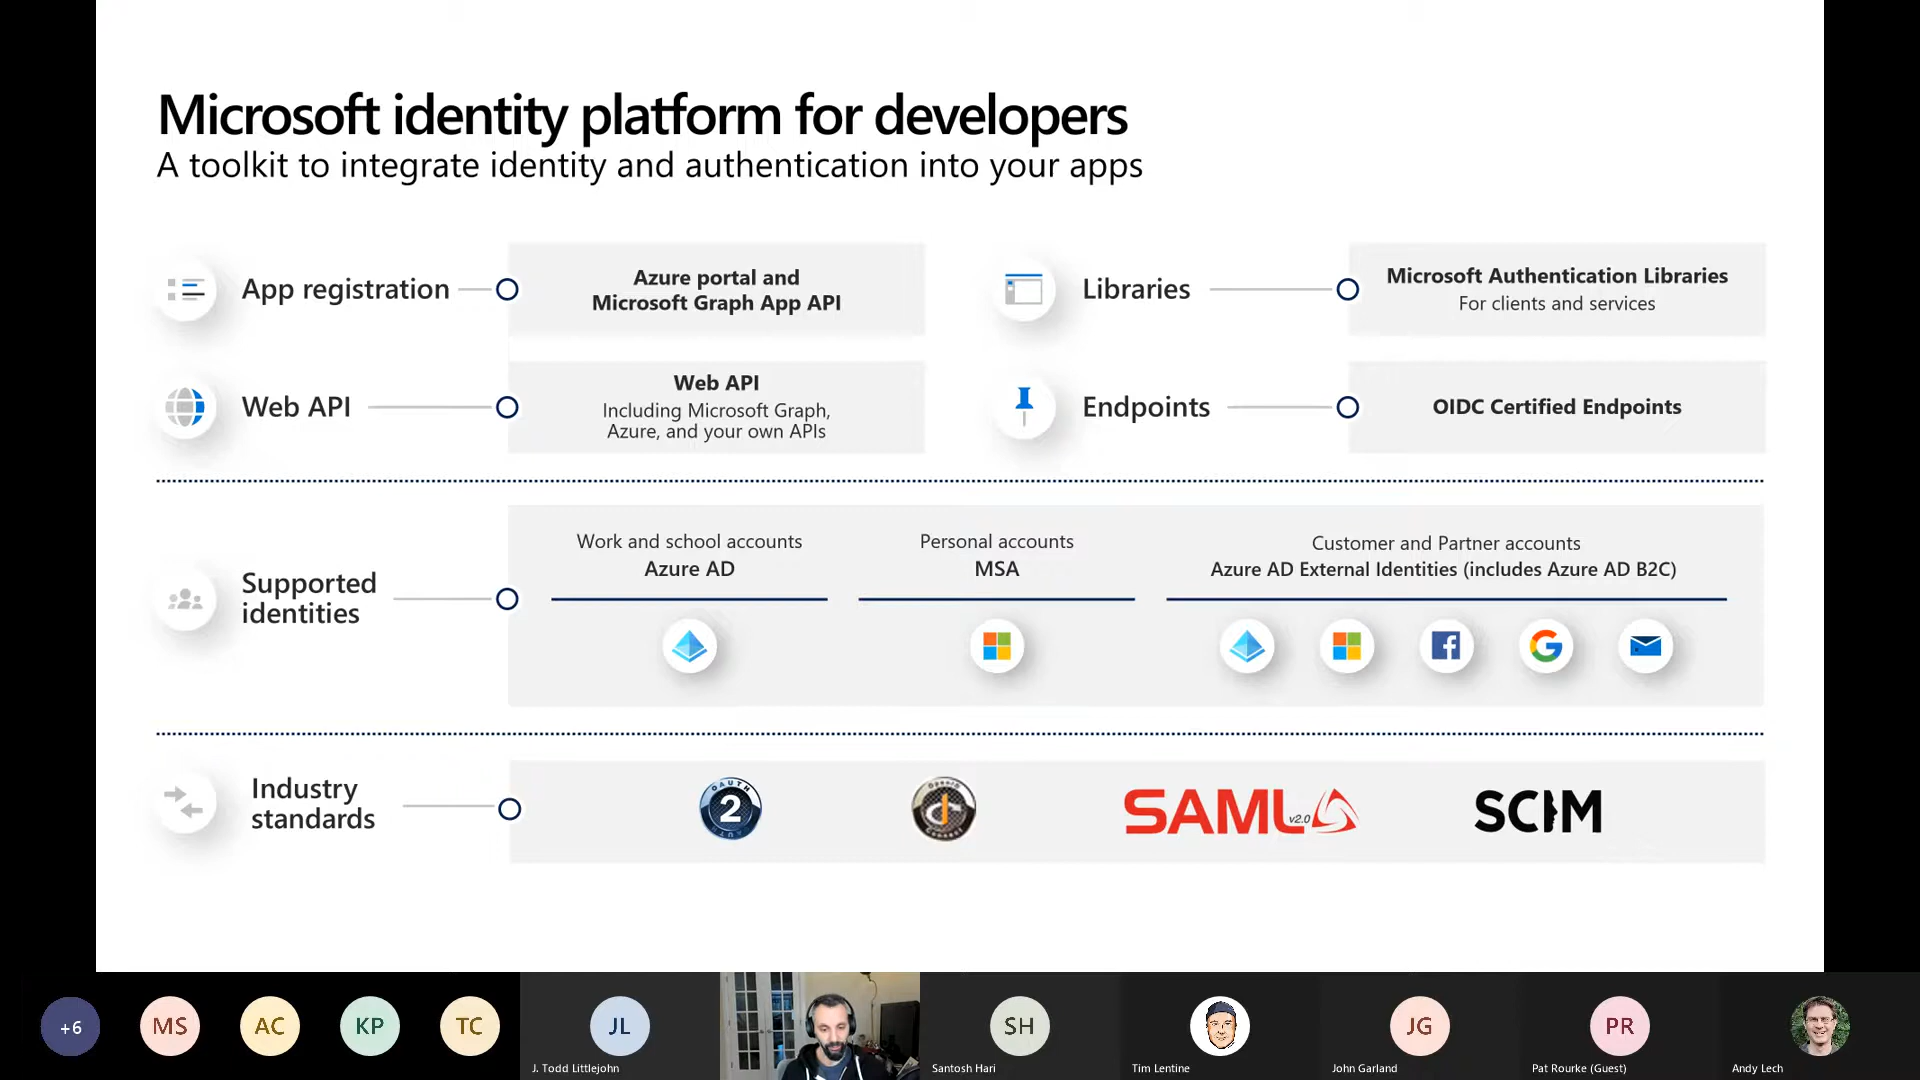 Microsoft identity platform for developers
A toolkit to integrate identity and authentication into your apps
App registration
Azure portal and
Microsoft Graph App API
Libraries
Microsoft Authentication Libraries
For clients and services
Web API
Web API
Including Microsoft Graph,
Azure, and your own APIs
Endpoints
OIDC Certified Endpoints
Supported
identities
Work and school accounts
Azure AD
Personal accounts
MSA
Customer and Partner accounts
Azure AD External Identities (includes Azure AD B2C)
Industry
standards
OAUTH
2
OpenID
Connect
SAML v2.0
SCIM
+6
MS
AC
KP
TC
JL
SH
JG
PR
J. Todd Littlejohn
Santosh Hari
Tim Lentine
John Garland
Pat Rourke (Guest)
Andy Lech